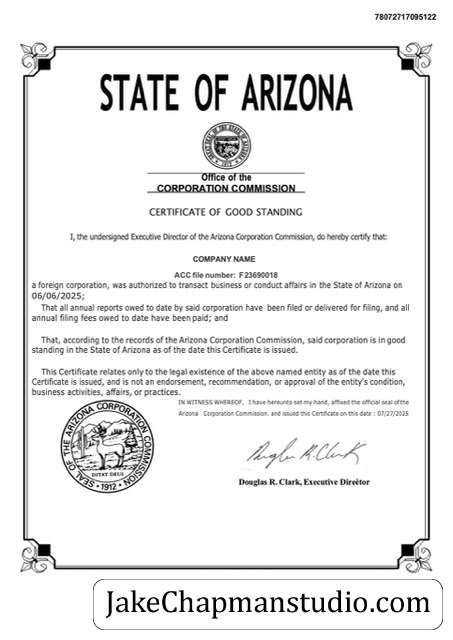 78072717095122
STATE OF ARIZONA
Office of the
CORPORATION COMMISSION
CERTIFICATE OF GOOD STANDING
I, the undersigned Executive Director of the Arizona Corporation Commission, do hereby certify that:
COMPANY NAME
ACC file number: F23690018
a foreign corporation, was authorized to transact business or conduct affairs in the State of Arizona on
06/06/2025;
That all annual reports owed to date by said corporation have been filed or delivered for filing, and all
annual filing fees owed to date have been paid; and
That, according to the records of the Arizona Corporation Commission, said corporation is in good
standing in the State of Arizona as of the date this Certificate is issued.
This Certificate relates only to the legal existence of the above named entity as of the date this
Certificate is issued, and is not an endorsement, recommendation, or approval of the entity's condition,
business activities, affairs, or practices.
IN WITNESS WHEREOF, I have hereunto set my hand, affixed the official seal of the
Arizona Corporation Commission. and issued this Certificate on this date : 07/27/2025
SEAL OF THE ARIZONA CORPORATION COMMISSION
DITAT DEUS
1912
Douglas R. Clark
Douglas R. Clark, Executive Director
JakeChapmanstudio.com